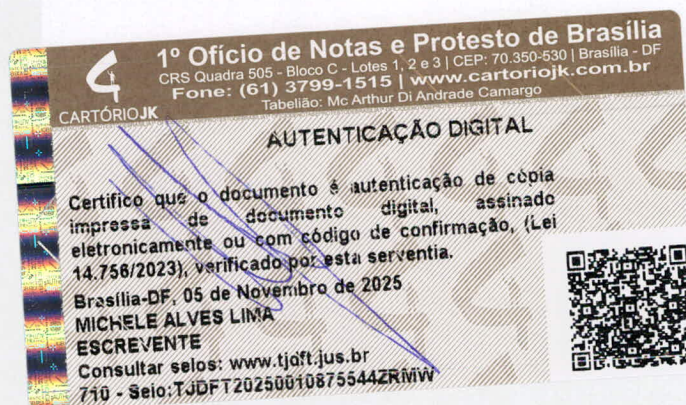 1º Ofício de Notas e Protesto de Brasília
CRS Quadra 505 - Bloco C - Lotes 1, 2 e 3 | CEP: 70.350-530 | Brasília - DF
Fone: (61) 3799-1515 | www.cartoriojk.com.br
Tabelião: Mc Arthur Di Andrade Camargo
CARTÓRIOJK
AUTENTICAÇÃO DIGITAL
Certifico que o documento é autenticação de cópia
impressa de documento digital, assinado
eletronicamente ou com código de confirmação, (Lei
14.756/2023), verificado por esta serventia.
Brasília-DF, 05 de Novembro de 2025
MICHELE ALVES LIMA
ESCREVENTE
Consultar selos: www.tjdft.jus.br
710 - Selo:TJDFT20250010875544ZRMW